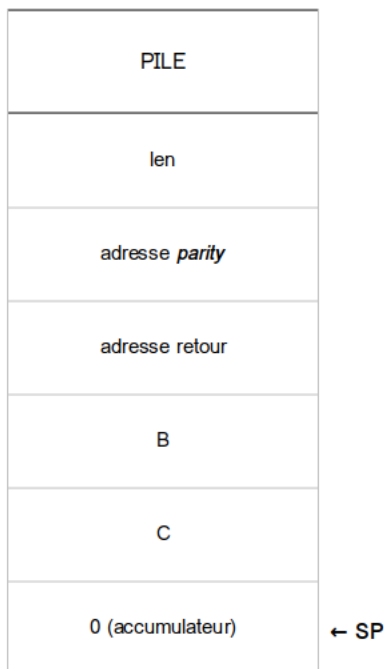 PILE
len
adresse parity
adresse retour
B
C
0 (accumulateur) ← SP